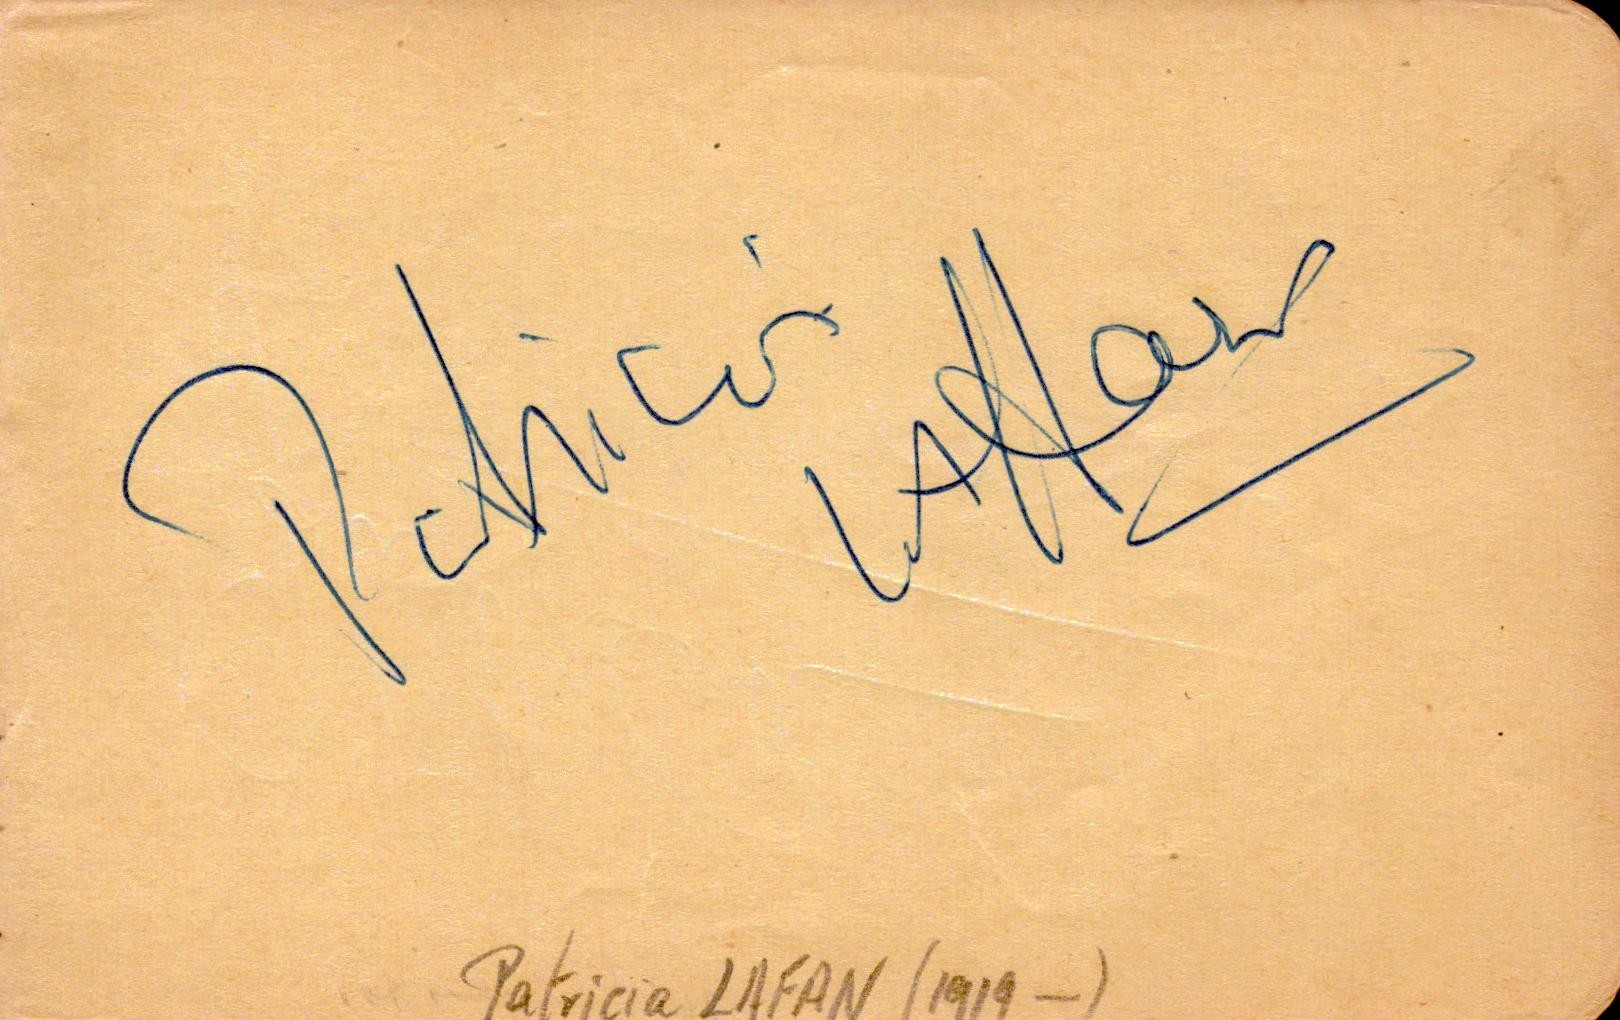 Patricia Laffan
Patricia LAFAN (1919 —)